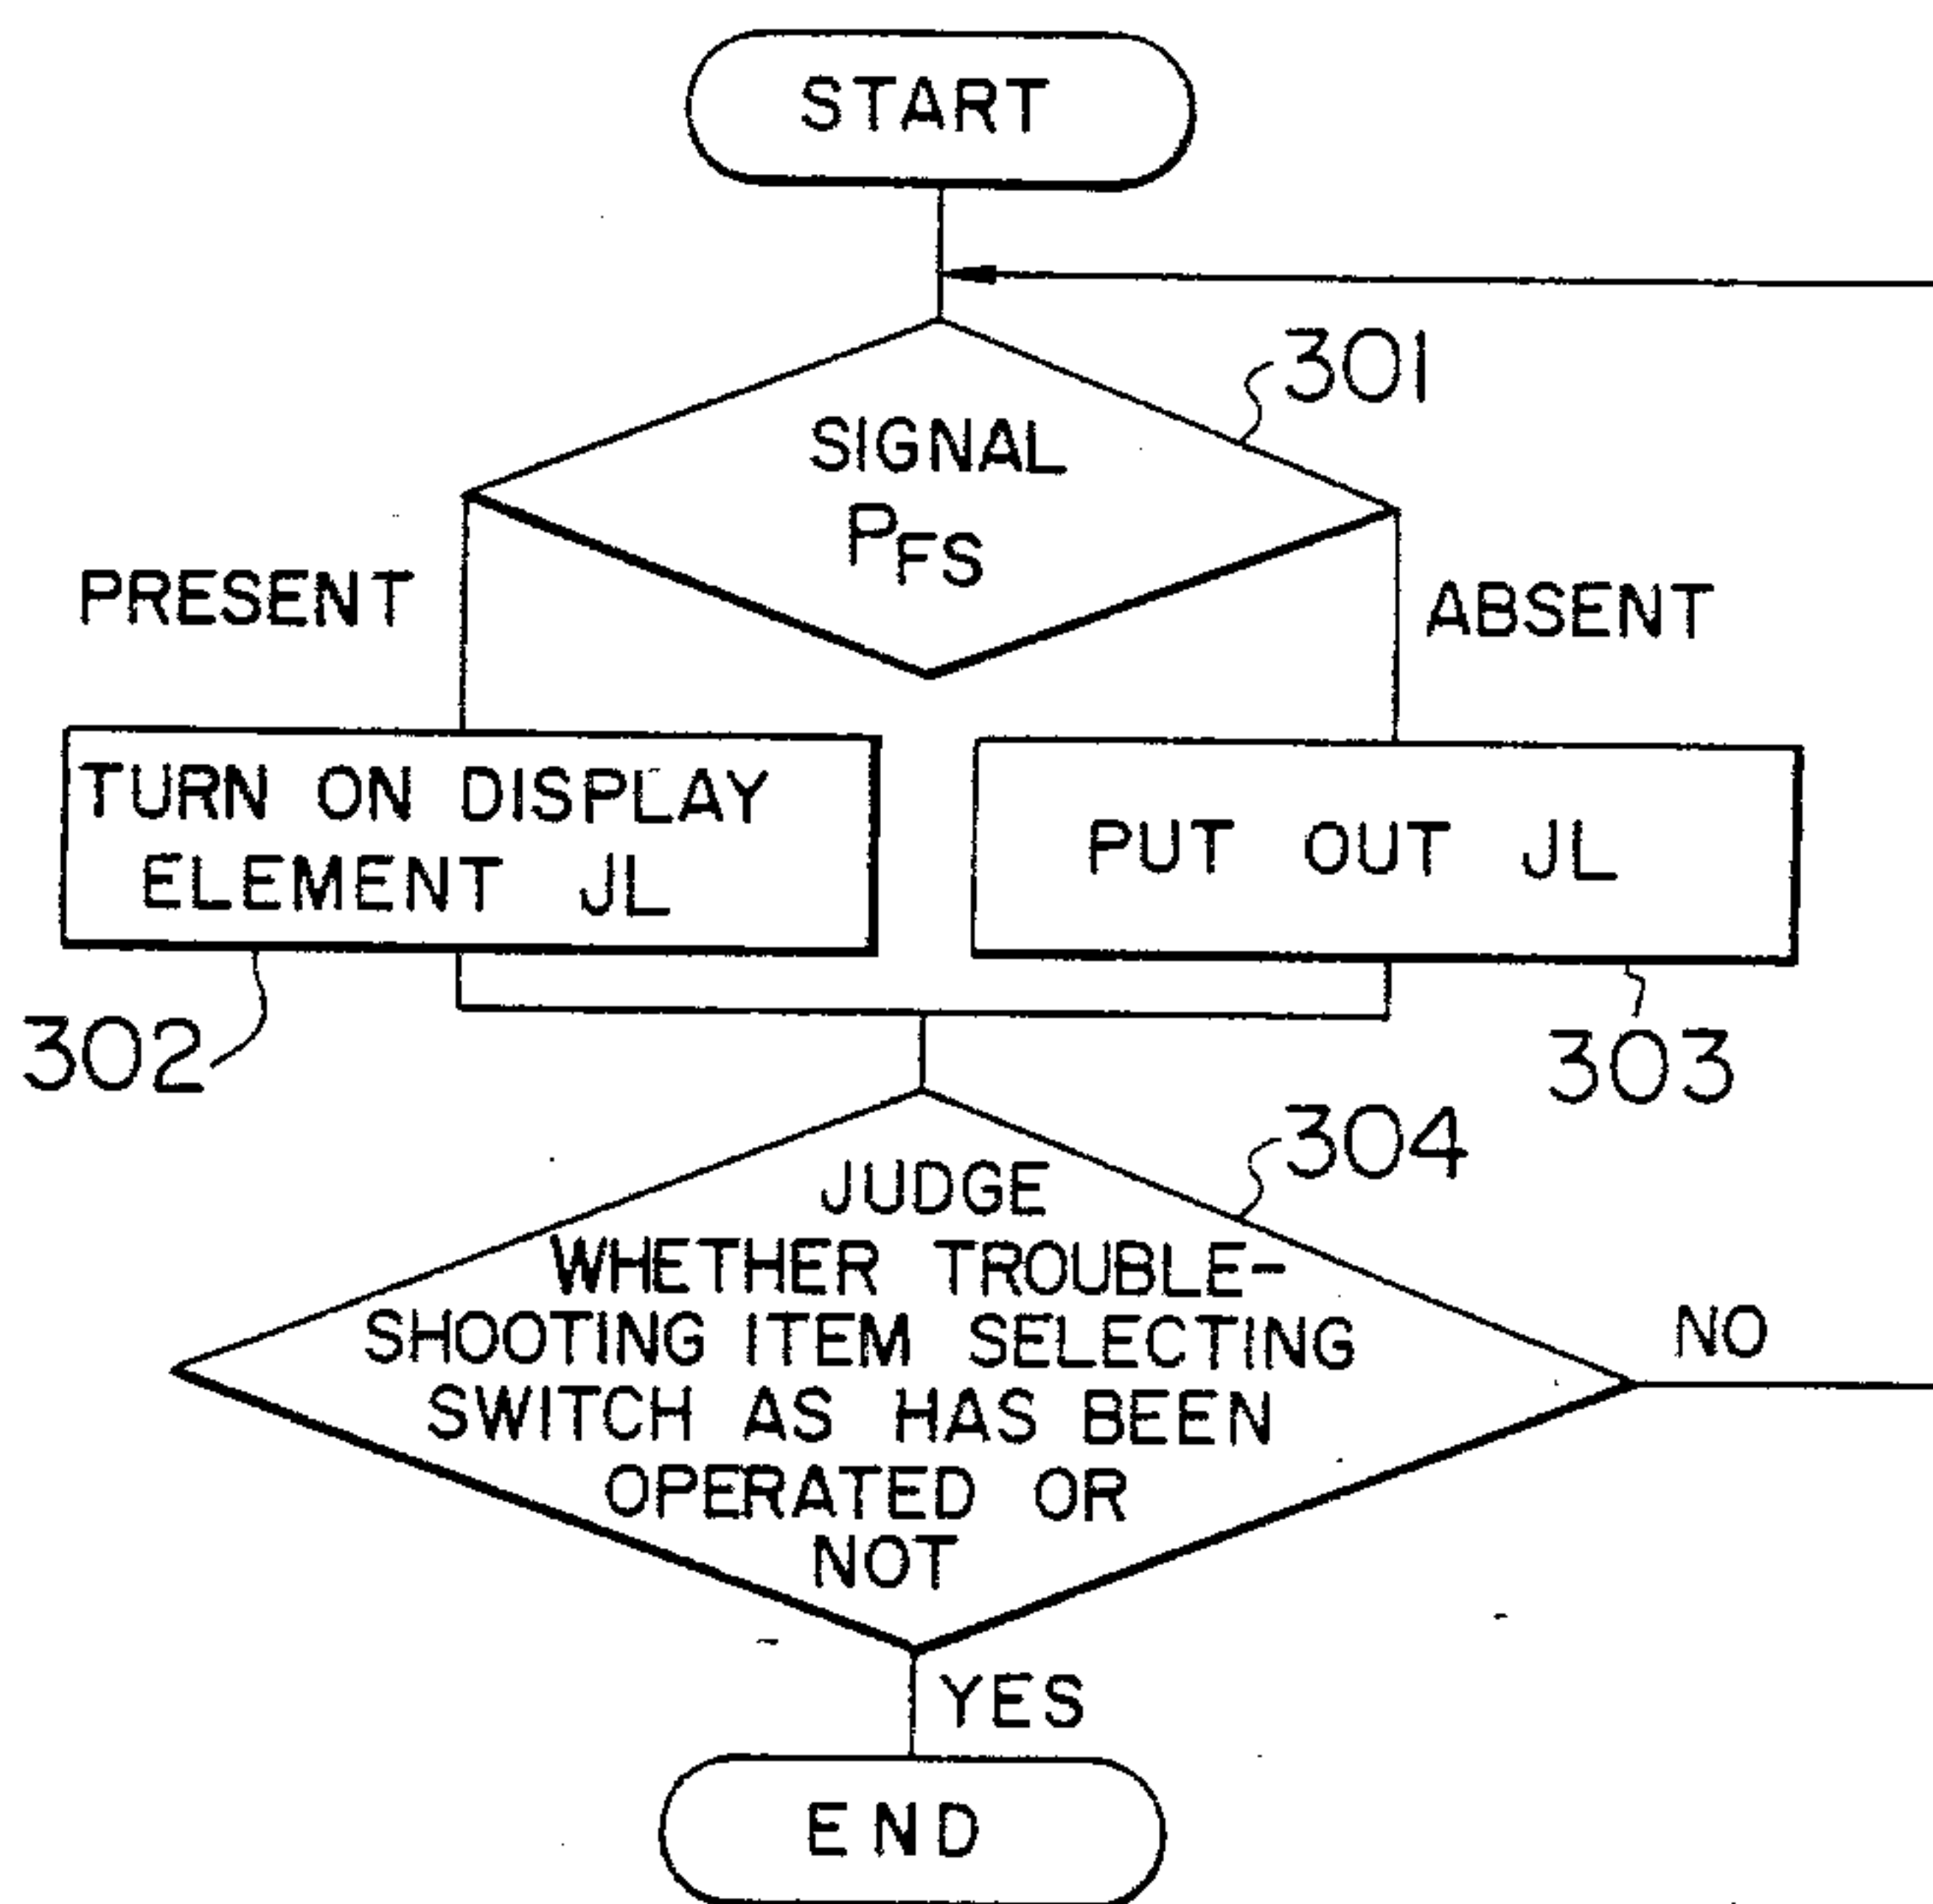 START
301
SIGNAL
PFS
PRESENT
ABSENT
TURN ON DISPLAY
ELEMENT JL
PUT OUT JL
302
303
304
JUDGE
WHETHER TROUBLE-
SHOOTING ITEM SELECTING
SWITCH AS HAS BEEN
OPERATED OR
NOT
NO
YES
END